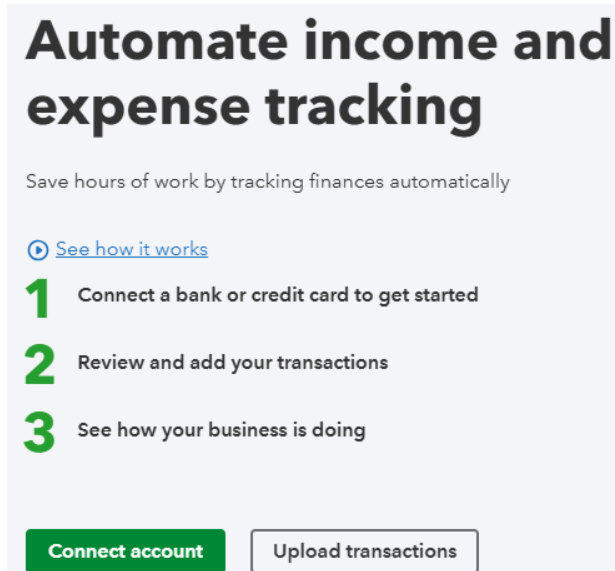 Automate income and
expense tracking
Save hours of work by tracking finances automatically
See how it works
1 Connect a bank or credit card to get started
2 Review and add your transactions
3 See how your business is doing
Connect account Upload transactions